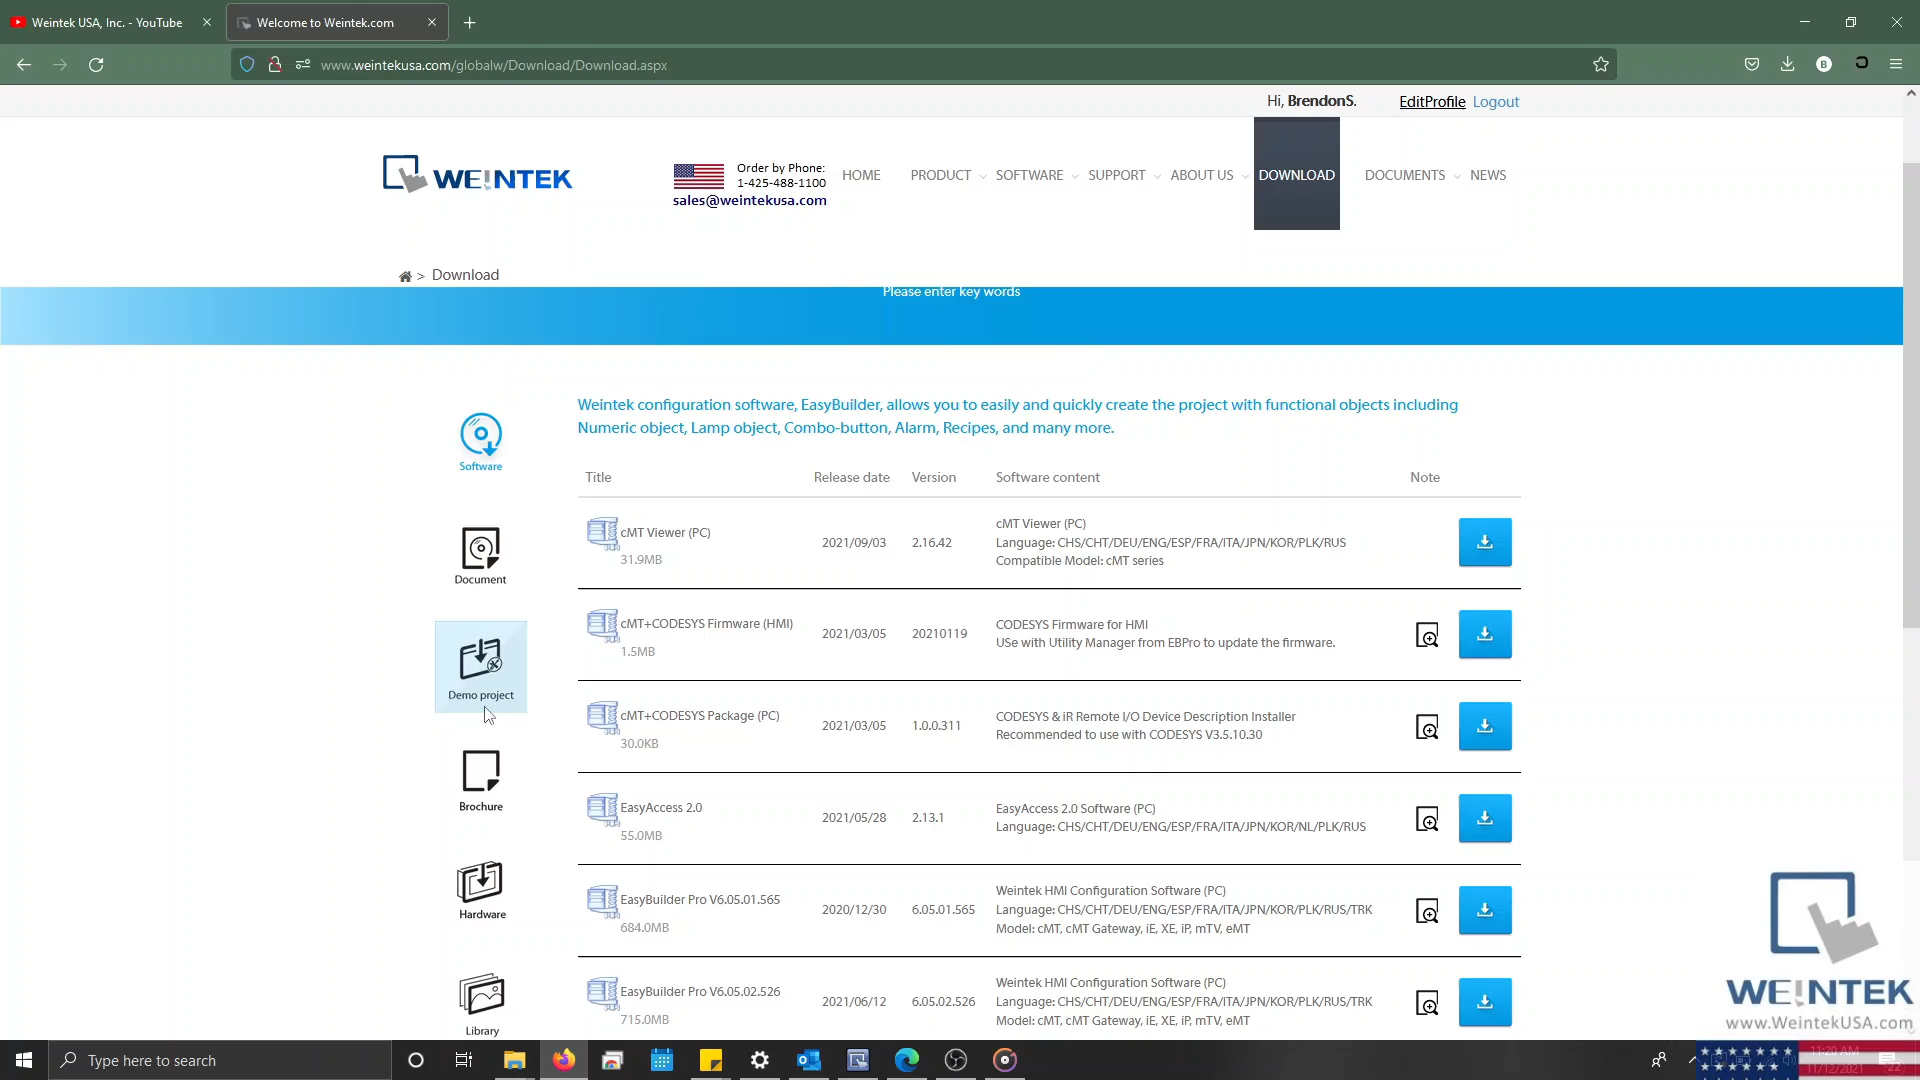 Weintek USA, Inc. - YouTube
Welcome to Weintek.com
www.weintekusa.com/globalw/Download/Download.aspx
B
Hi, BrendonS.
EditProfile
Logout
WE!NTEK
Order by Phone:
1-425-488-1100
sales@weintekusa.com
HOME
PRODUCT
SOFTWARE
SUPPORT
ABOUT US
DOWNLOAD
DOCUMENTS
NEWS
> Download
Please enter key words
Weintek configuration software, EasyBuilder, allows you to easily and quickly create the project with functional objects including
Numeric object, Lamp object, Combo-button, Alarm, Recipes, and many more.
Software
Document
Demo project
Brochure
Hardware
Library
Title
Release date
Version
Software content
Note
cMT Viewer (PC)
31.9MB
2021/09/03
2.16.42
cMT Viewer (PC)
Language: CHS/CHT/DEU/ENG/ESP/FRA/ITA/JPN/KOR/PLK/RUS
Compatible Model: cMT series
cMT+CODESYS Firmware (HMI)
1.5MB
2021/03/05
20210119
CODESYS Firmware for HMI
USe with Utility Manager from EBPro to update the firmware.
cMT+CODESYS Package (PC)
30.0KB
2021/03/05
1.0.0.311
CODESYS & iR Remote I/O Device Description Installer
Recommended to use with CODESYS V3.5.10.30
EasyAccess 2.0
55.0MB
2021/05/28
2.13.1
EasyAccess 2.0 Software (PC)
Language: CHS/CHT/DEU/ENG/ESP/FRA/ITA/JPN/KOR/NL/PLK/RUS
EasyBuilder Pro V6.05.01.565
684.0MB
2020/12/30
6.05.01.565
Weintek HMI Configuration Software (PC)
Language: CHS/CHT/DEU/ENG/ESP/FRA/ITA/JPN/KOR/PLK/RUS/TRK
Model: cMT, cMT Gateway, iE, XE, iP, mTV, eMT
EasyBuilder Pro V6.05.02.526
715.0MB
2021/06/12
6.05.02.526
Weintek HMI Configuration Software (PC)
Language: CHS/CHT/DEU/ENG/ESP/FRA/ITA/JPN/KOR/PLK/RUS/TRK
Model: cMT, cMT Gateway, iE, XE, iP, mTV, eMT
WE!NTEK
www.WeintekUSA.com
Type here to search
11:20 AM
11/12/2021
22